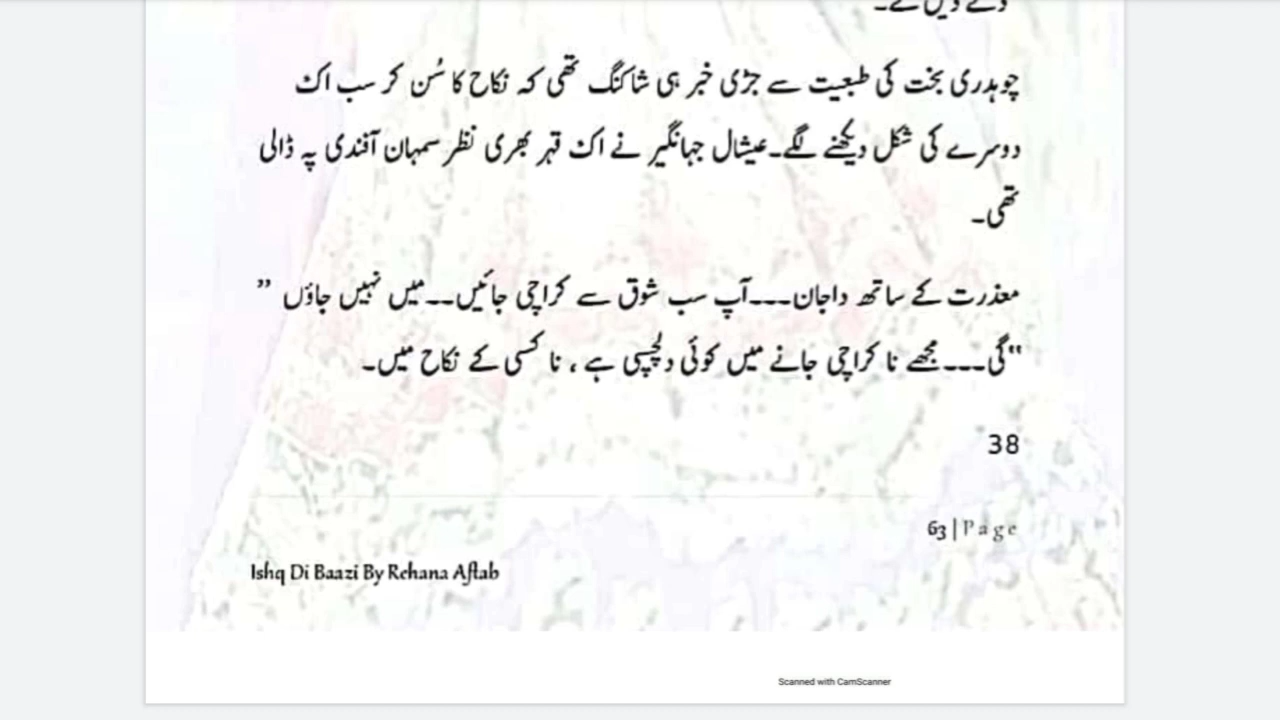 چوہدری بخت کی طبعیت سے جڑی خبر ہی شاکنگ تھی کہ نکاح کا سُن کر سب اک
دوسرے کی شکل دیکھنے لگے۔عیشال جہانگیر نے اک قہر بھری نظر سمہان آفندی پہ ڈالی
تھی۔
معذرت کے ساتھ داجان۔۔۔آپ سب شوق سے کراچی جائیں۔۔میں نہیں جاؤں ”
“گی۔۔۔مجھے نا کراچی جانے میں کوئی دلچسپی ہے ، نا کسی کے نکاح میں۔
38
63 | P a g e
Ishq Di Baazi By Rehana Aftab
Scanned with CamScanner